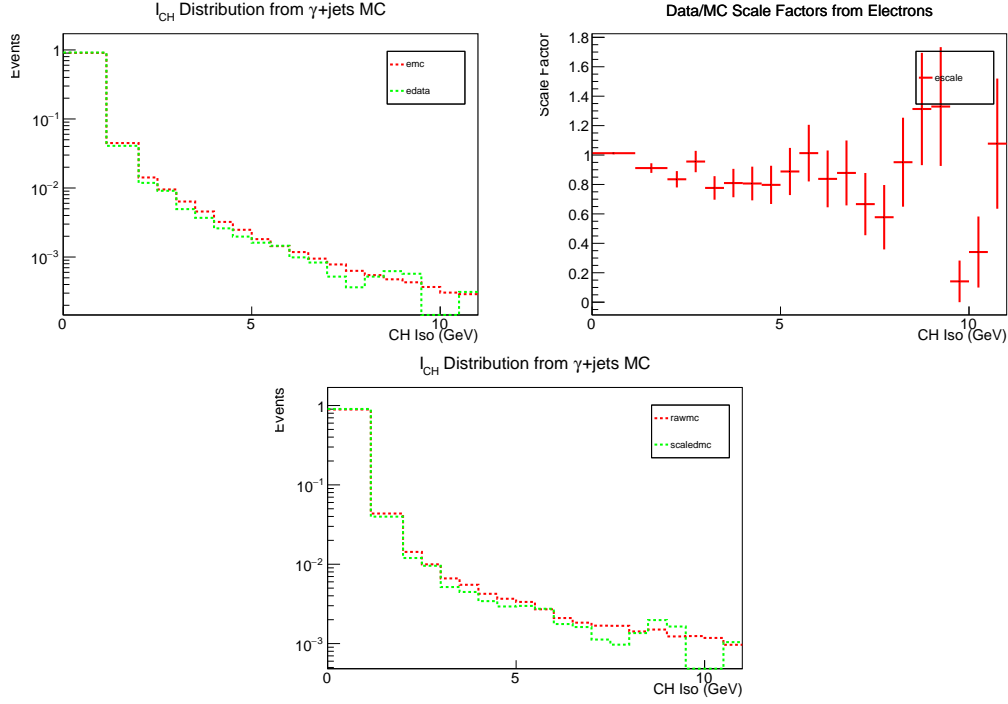 I_CH Distribution from γ+jets MC
Events
1
10^−1
10^−2
10^−3
emc
edata
0 5 10
CH Iso (GeV)
Data/MC Scale Factors from Electrons
Scale Factor
1.8
1.6
1.4
1.2
1
0.8
0.6
0.4
0.2
0
escale
0 5 10
CH Iso (GeV)
I_CH Distribution from γ+jets MC
Events
1
10^−1
10^−2
10^−3
rawmc
scaledmc
0 5 10
CH Iso (GeV)